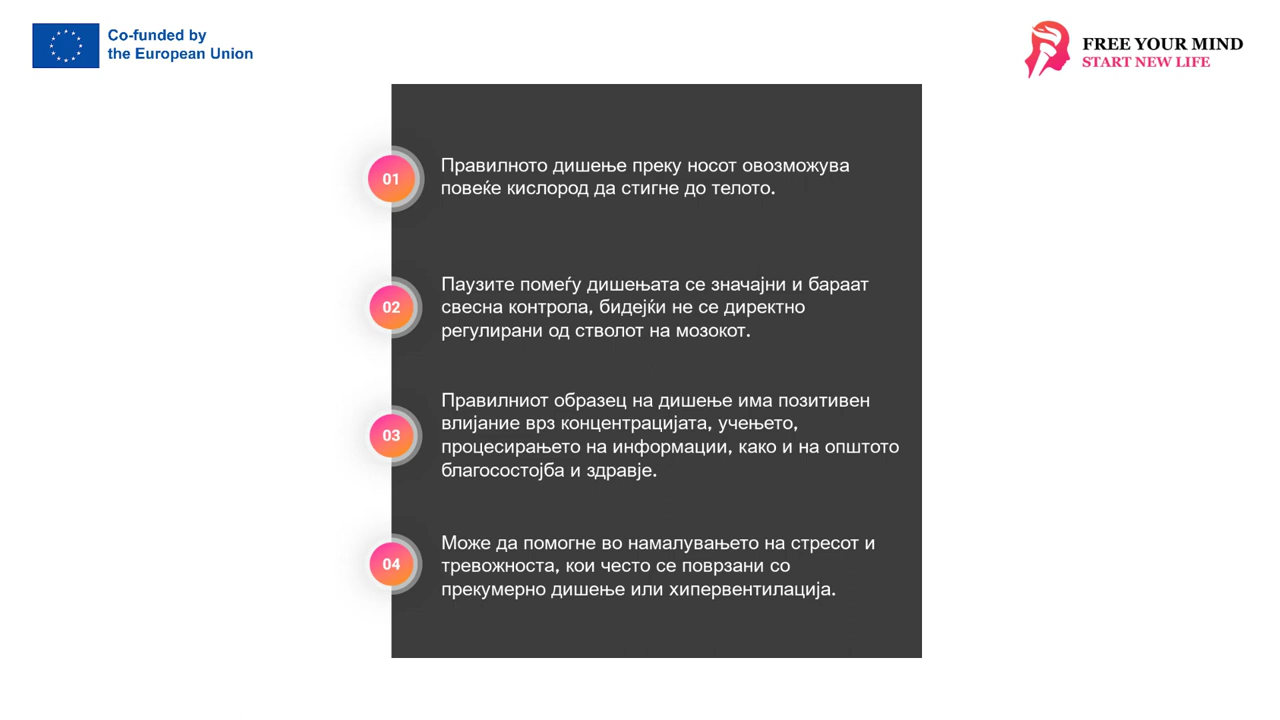 Co-funded by
the European Union
FREE YOUR MIND
START NEW LIFE
01
Правилното дишење преку носот овозможува
повеќе кислород да стигне до телото.
02
Паузите помеѓу дишењата се значајни и бараат
свесна контрола, бидејќи не се директно
регулирани од стволот на мозокот.
03
Правилниот образец на дишење има позитивен
влијание врз концентрацијата, учењето,
процесирањето на информации, како и на општото
благосостојба и здравје.
04
Може да помогне во намалувањето на стресот и
тревожноста, кои често се поврзани со
прекумерно дишење или хипервентилација.